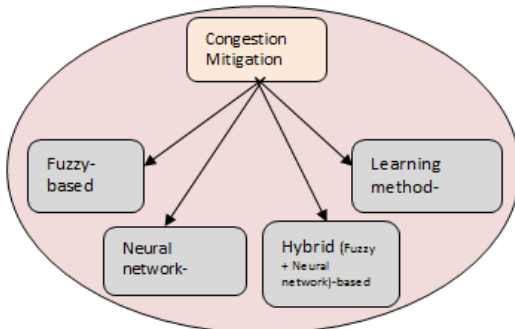 Congestion
Mitigation
Fuzzy-
based
Learning
method-
Neural
network-
Hybrid (Fuzzy
+ Neural
network)-based